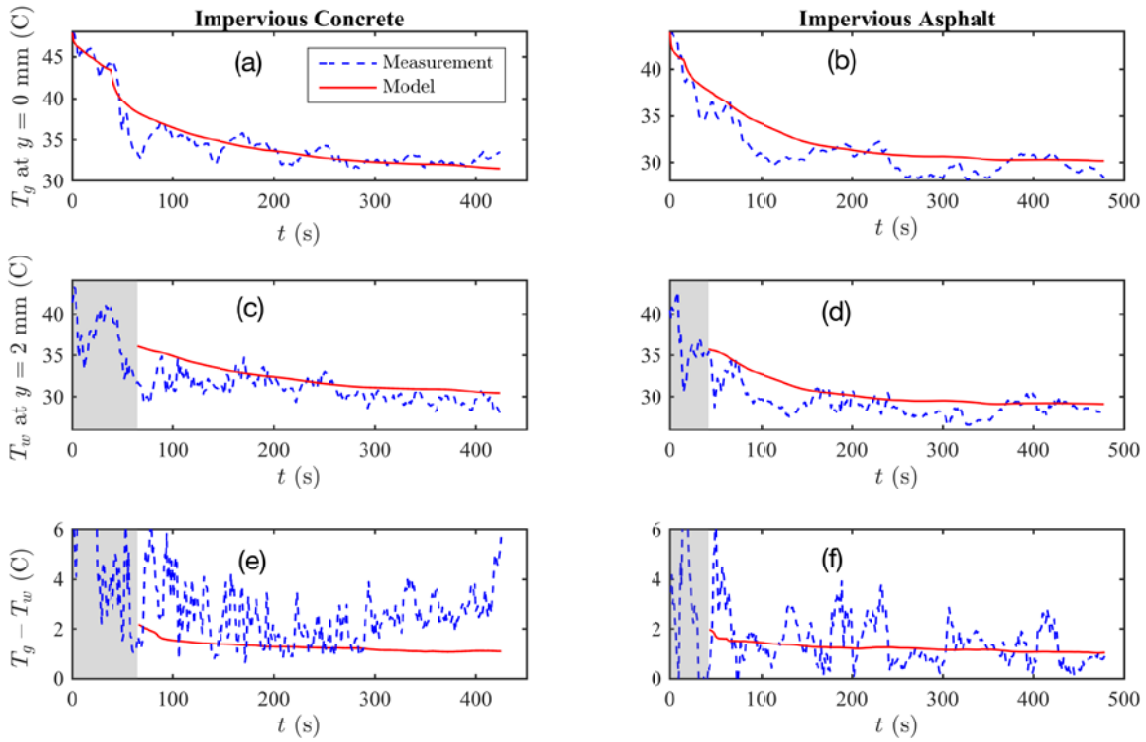 Impervious Concrete
Impervious Asphalt
T_g at y = 0 mm (C)
45
40
35
30
(a)
Measurement
Model
0 100 200 300 400
t (s)
40
35
30
(b)
0 100 200 300 400 500
t (s)
T_w at y = 2 mm (C)
40
35
30
(c)
0 100 200 300 400
t (s)
40
35
30
(d)
0 100 200 300 400 500
t (s)
T_g − T_w (C)
6
4
2
0
(e)
0 100 200 300 400
t (s)
6
4
2
0
(f)
0 100 200 300 400 500
t (s)